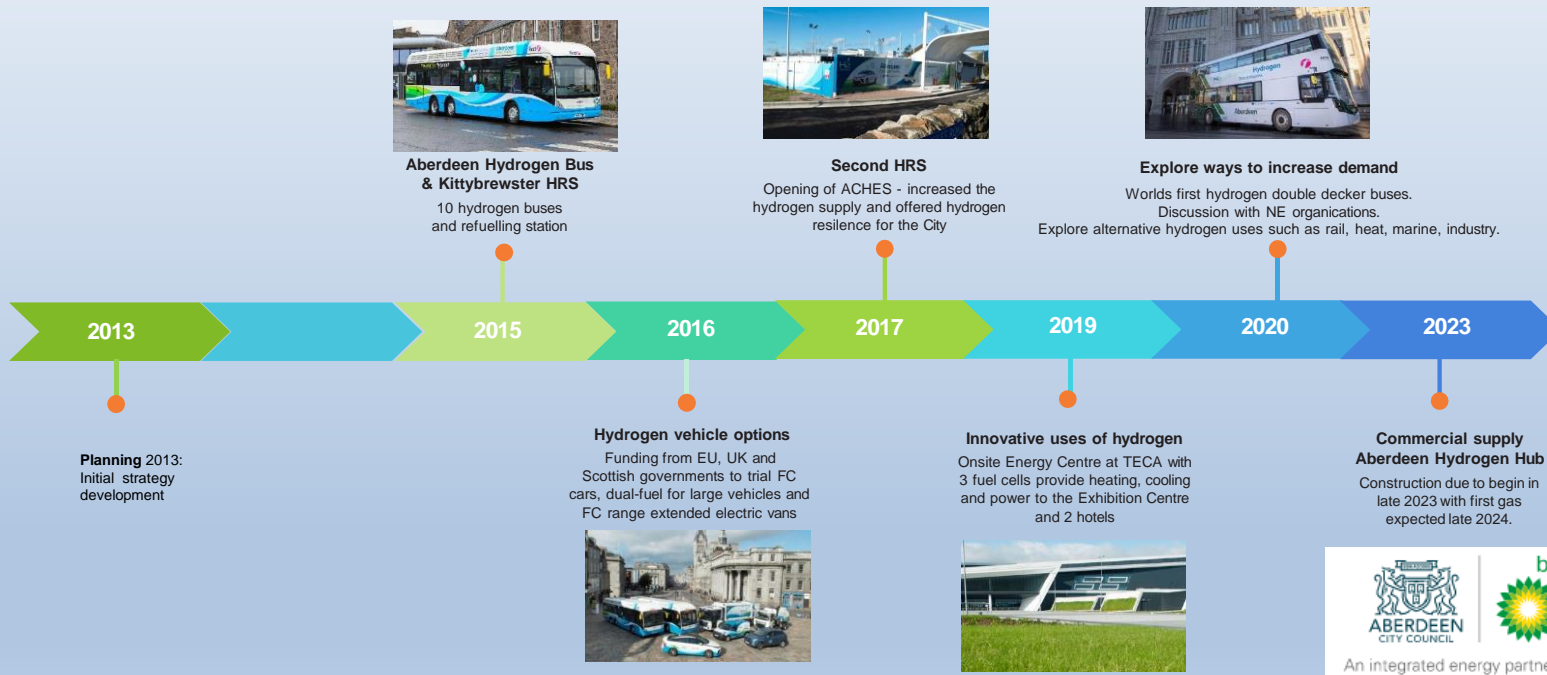 Aberdeen Hydrogen Bus
& Kittybrewster HRS
10 hydrogen buses
and refuelling station
Second HRS
Opening of ACHES - increased the
hydrogen supply and offered hydrogen
resilence for the City
Explore ways to increase demand
Worlds first hydrogen double decker buses.
Discussion with NE organications.
Explore alternative hydrogen uses such as rail, heat, marine, industry.
2013
2015
2016
2017
2019
2020
2023
Planning 2013:
Initial strategy
development
Hydrogen vehicle options
Funding from EU, UK and
Scottish governments to trial FC
cars, dual-fuel for large vehicles and
FC range extended electric vans
Innovative uses of hydrogen
Onsite Energy Centre at TECA with
3 fuel cells provide heating, cooling
and power to the Exhibition Centre
and 2 hotels
Commercial supply
Aberdeen Hydrogen Hub
Construction due to begin in
late 2023 with first gas
expected late 2024.
Hydrogen
Aberdeen
ABERDEEN
CITY COUNCIL
b
An integrated energy partne